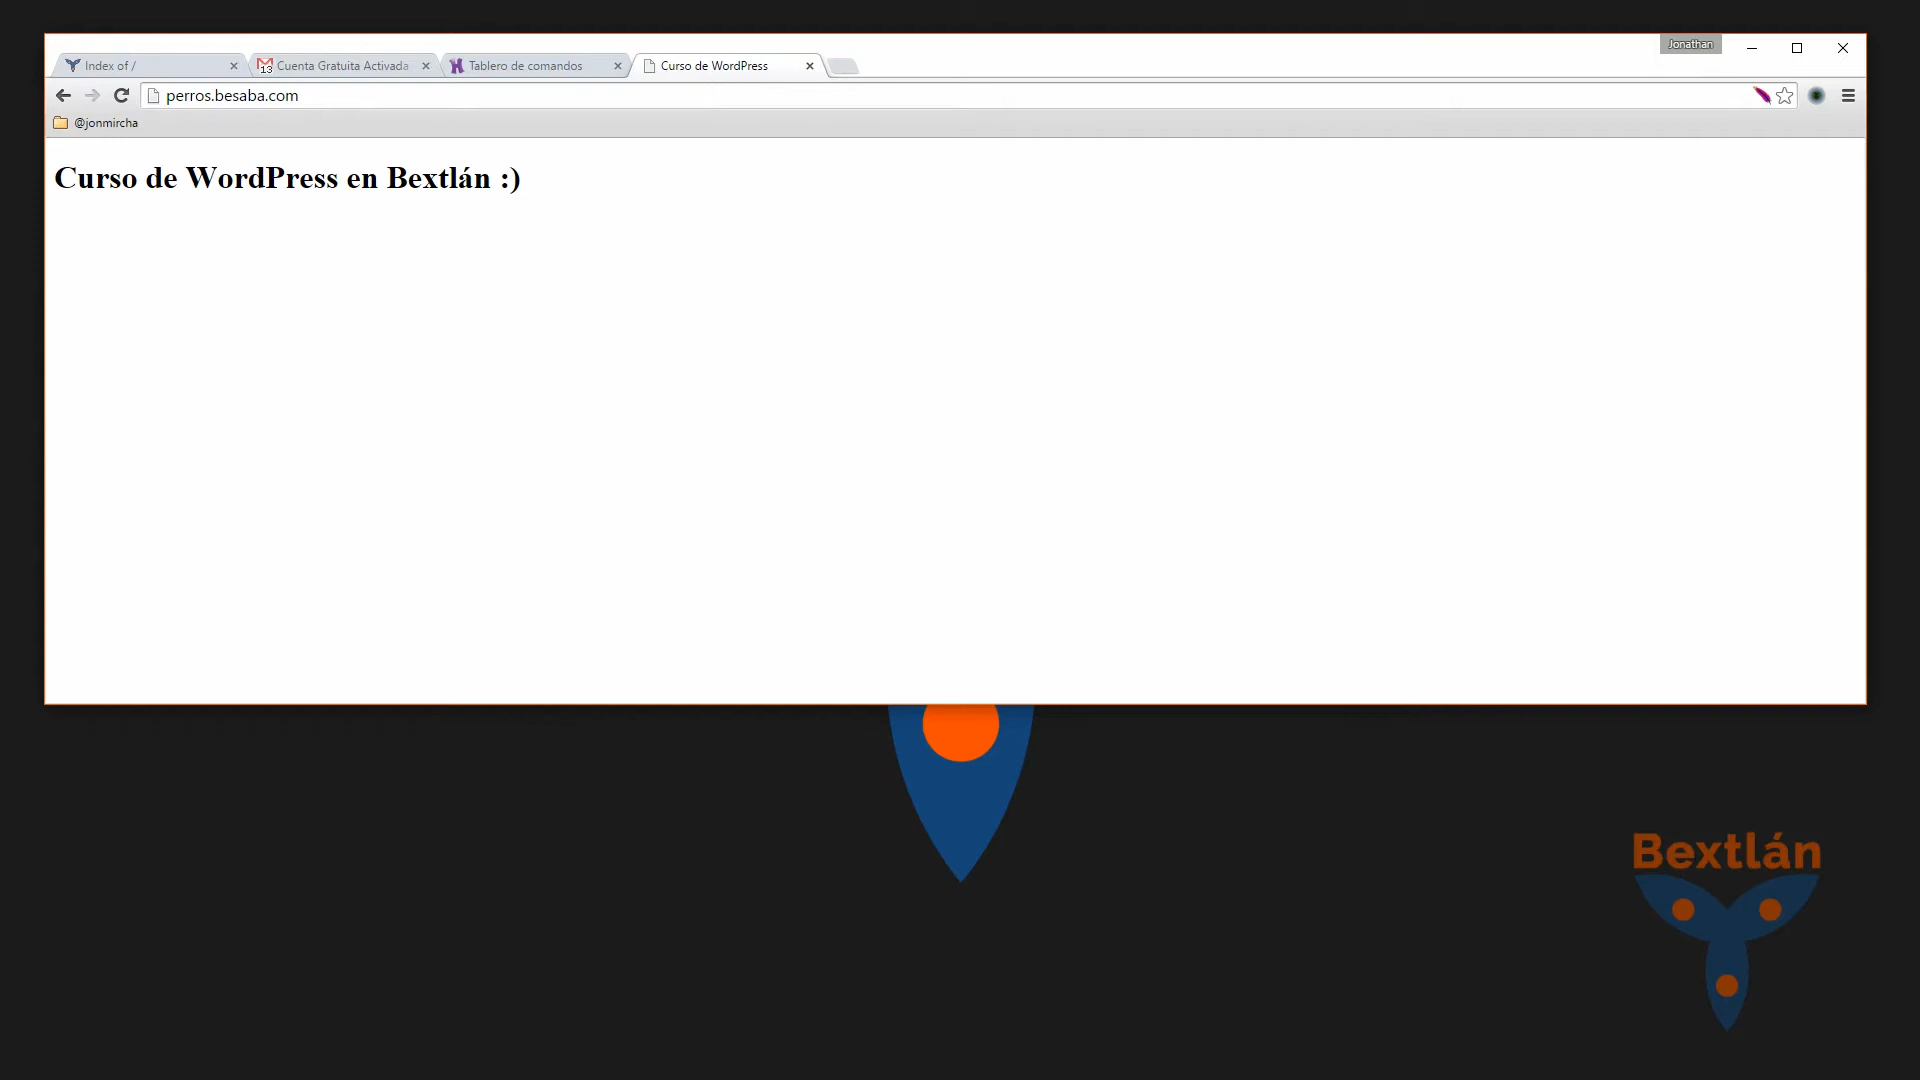 Jonathan
Index of /
13
Cuenta Gratuita Activada
Tablero de comandos
Curso de WordPress
perros.besaba.com
@jonmircha
Curso de WordPress en Bextlán :)
Bextlán